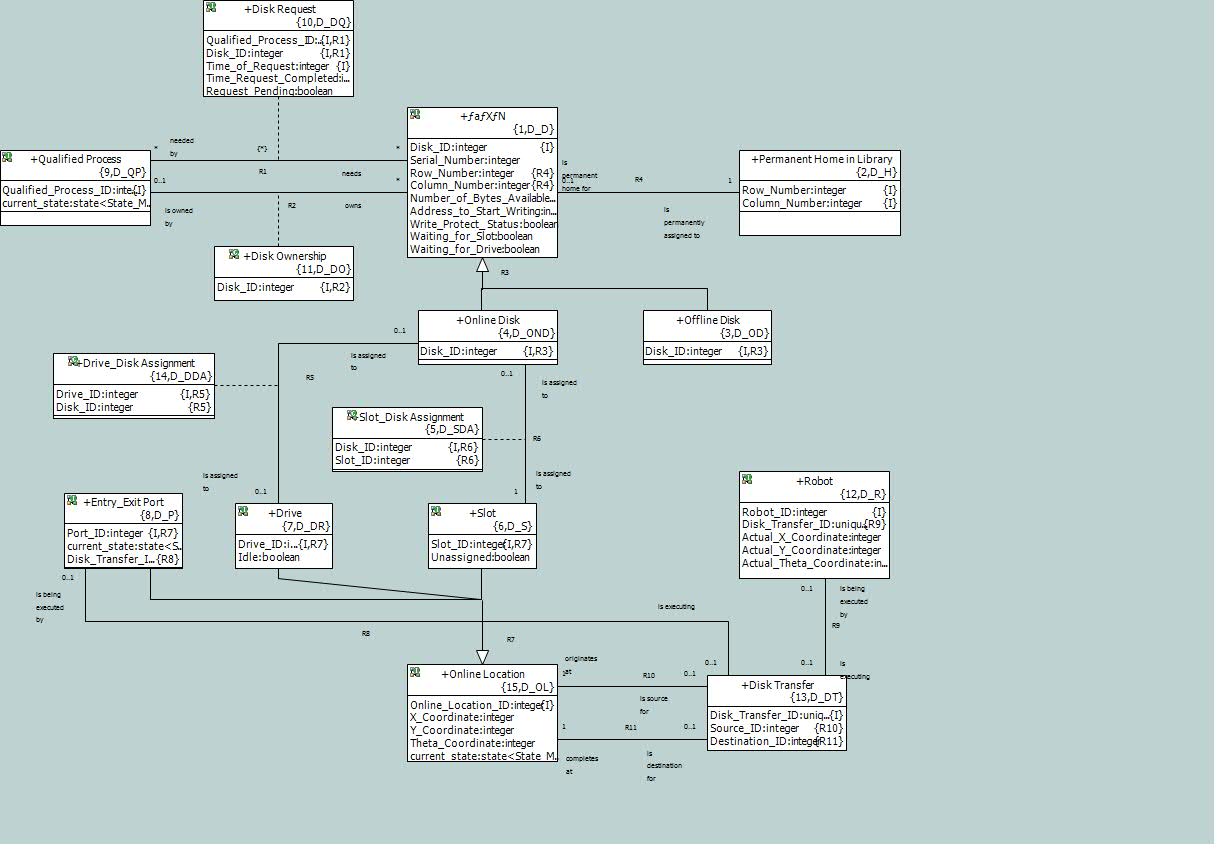 +Disk Request
{10,D_DQ}
Qualified_Process_ID:..{I,R1}
Disk_ID:integer {I,R1}
Time_of_Request:integer {I}
Time_Request_Completed:i...
Request_Pending:boolean
+ƒaƒXƒN
{1,D_D}
Disk_ID:integer {I}
Serial_Number:integer
Row_Number:integer {R4}
Column_Number:integer {R4}
Number_of_Bytes_Available...
Address_to_Start_Writing:in...
Write_Protect_Status:boolean
Waiting_for_Slot:boolean
Waiting_for_Drive:boolean
+Qualified Process
{9,D_QP}
Qualified_Process_ID:inte..{I}
current_state:state<State_M..
* needed
by
{*}
*
R1
needs
0..1
*
is owned
by
R2
owns
is
permanent
home for
0..1
R4
1
is
permanently
assigned to
+Permanent Home in Library
{2,D_H}
Row_Number:integer {I}
Column_Number:integer {I}
+Disk Ownership
{11,D_DO}
Disk_ID:integer {I,R2}
R3
+Online Disk
{4,D_OND}
Disk_ID:integer {I,R3}
+Offline Disk
{3,D_OD}
Disk_ID:integer {I,R3}
0..1
is assigned
to
R5
+Drive_Disk Assignment
{14,D_DDA}
Drive_ID:integer {I,R5}
Disk_ID:integer {R5}
0..1
is assigned
to
Slot_Disk Assignment
{5,D_SDA}
Disk_ID:integer {I,R6}
Slot_ID:integer {R6}
R6
is assigned
to
0..1
is assigned
to
1
+Entry_Exit Port
{8,D_P}
Port_ID:integer {I,R7}
current_state:state<S..
Disk_Transfer_I... {R8}
+Drive
{7,D_DR}
Drive_ID:i...{I,R7}
Idle:boolean
+Slot
{6,D_S}
Slot_ID:integer{I,R7}
Unassigned:boolean
+Robot
{12,D_R}
Robot_ID:integer {I}
Disk_Transfer_ID:uniqu..{R9}
Actual_X_Coordinate:integer
Actual_Y_Coordinate:integer
Actual_Theta_Coordinate:in...
0..1
is being
executed
by
R8
R7
is executing
0..1
0..1
is being
executed
by
R9
0..1
is
executing
+Online Location
{15,D_OL}
Online_Location_ID:integer{I}
X_Coordinate:integer
Y_Coordinate:integer
Theta_Coordinate:integer
current_state:state<State_M..
originates
at
1
R10
0..1
is source
for
1
R11
0..1
completes
at
is
destination
for
+Disk Transfer
{13,D_DT}
Disk_Transfer_ID:uniq...{I}
Source_ID:integer {R10}
Destination_ID:integer{R11}